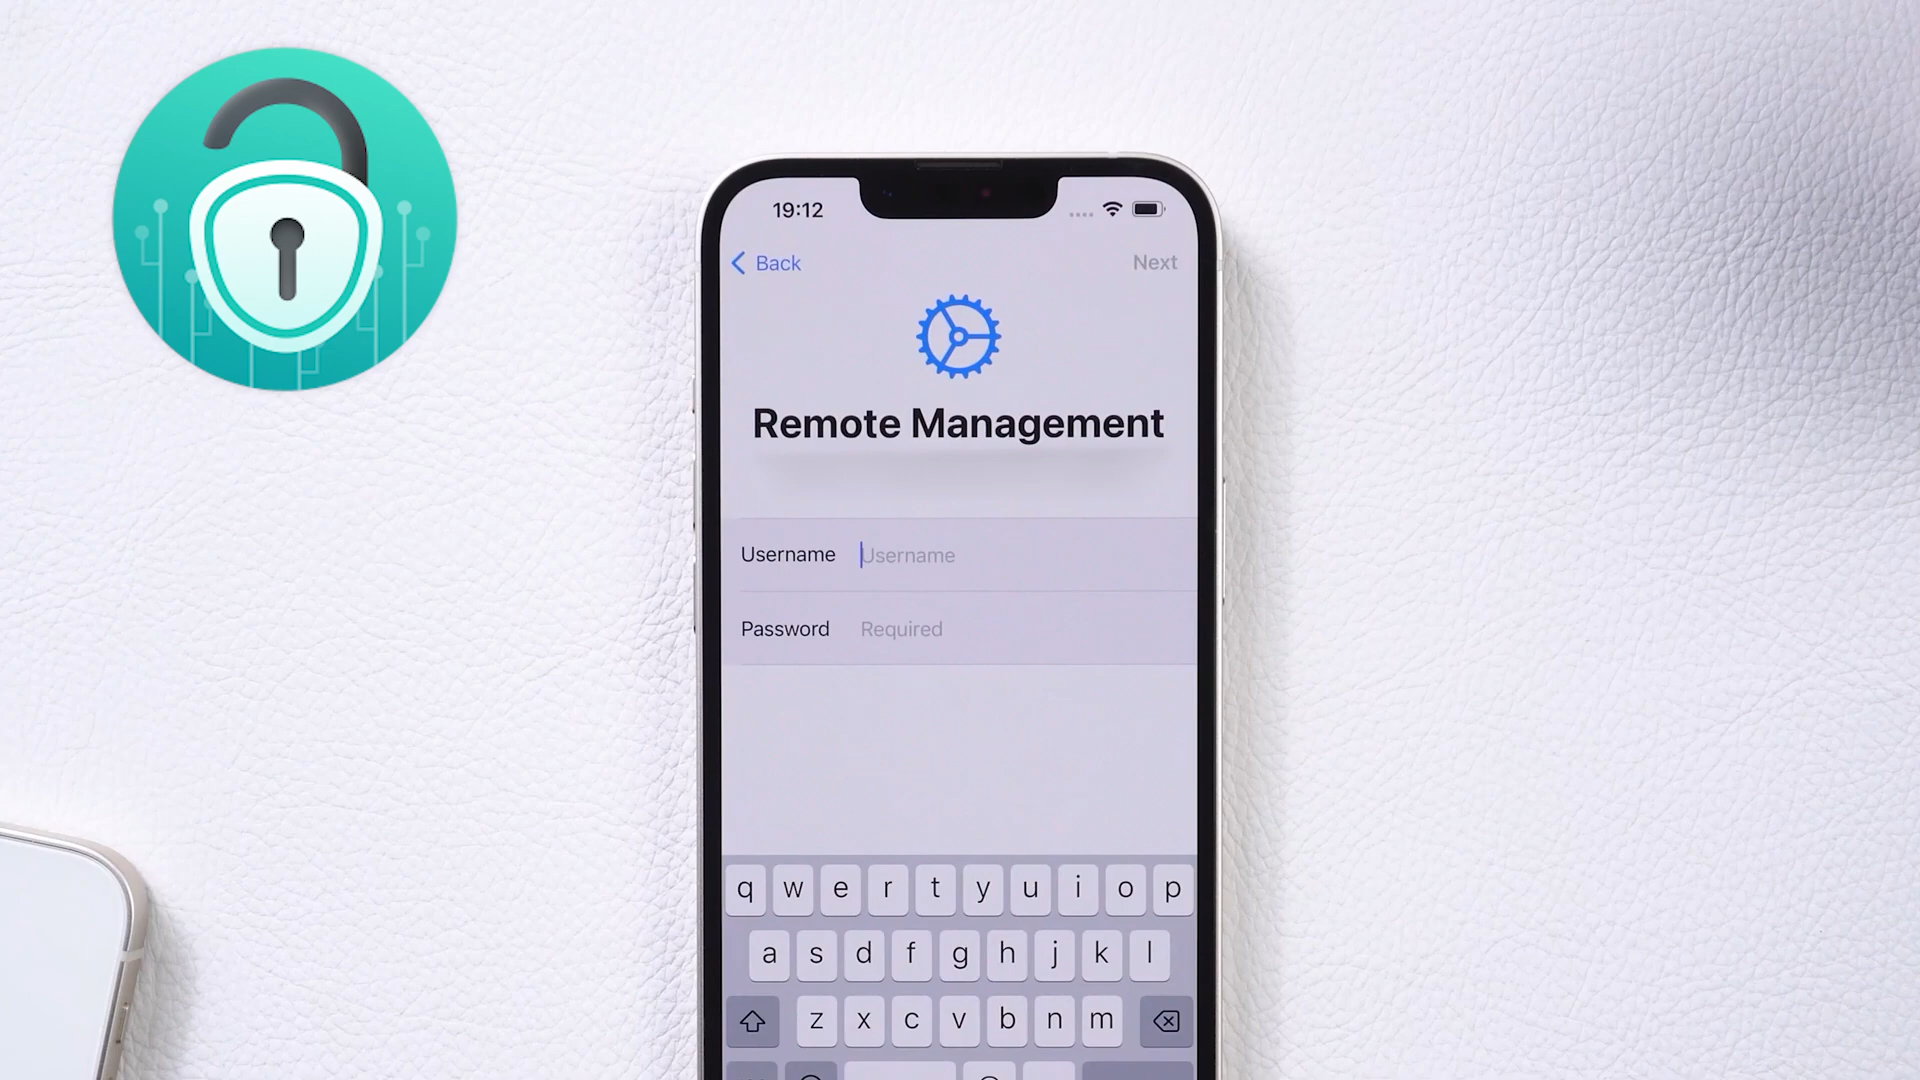 19:12
Back
Next
Remote Management
Username Username
Password Required
q w e r t y u i o p
a s d f g h j k l
z x c v b n m